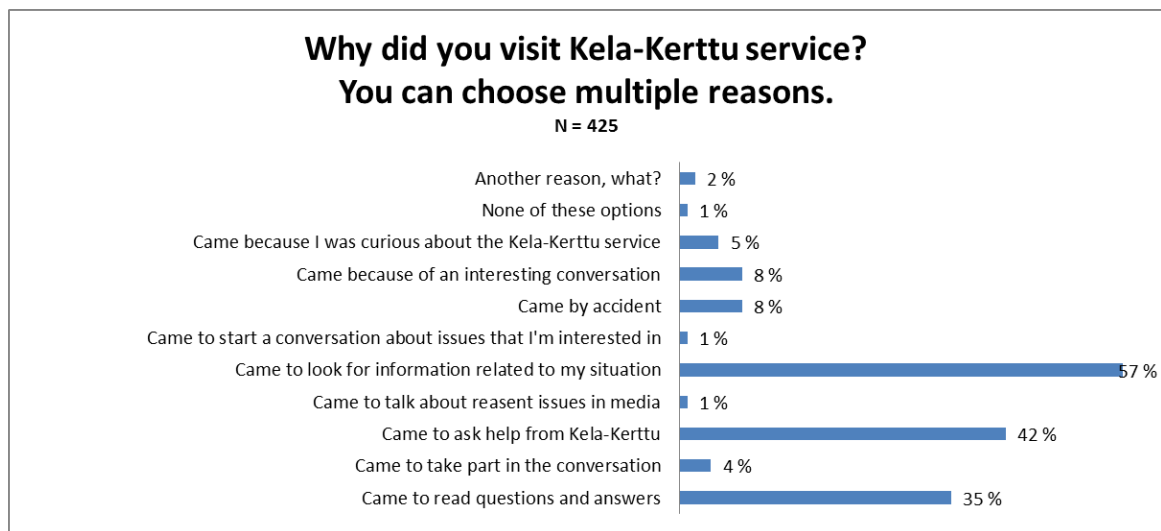 Why did you visit Kela-Kerttu service?
You can choose multiple reasons.
N = 425
Another reason, what? 2 %
None of these options 1 %
Came because I was curious about the Kela-Kerttu service 5 %
Came because of an interesting conversation 8 %
Came by accident 8 %
Came to start a conversation about issues that I'm interested in 1 %
Came to look for information related to my situation 57 %
Came to talk about reasent issues in media 1 %
Came to ask help from Kela-Kerttu 42 %
Came to take part in the conversation 4 %
Came to read questions and answers 35 %